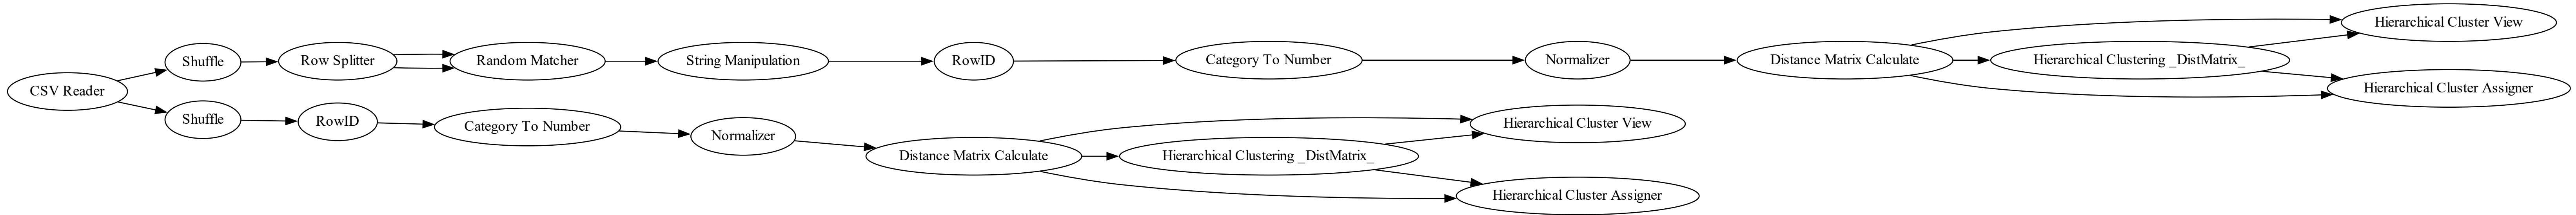 CSV Reader
Shuffle
Row Splitter
Random Matcher
String Manipulation
RowID
Category To Number
Normalizer
Distance Matrix Calculate
Hierarchical Clustering _DistMatrix_
Hierarchical Cluster View
Hierarchical Cluster Assigner
Shuffle
RowID
Category To Number
Normalizer
Distance Matrix Calculate
Hierarchical Clustering _DistMatrix_
Hierarchical Cluster View
Hierarchical Cluster Assigner